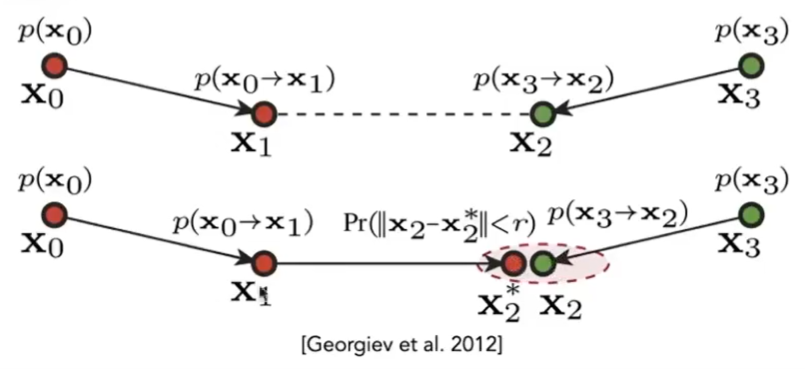 p(x₀) p(x₃)
p(x₀→x₁) p(x₃→x₂)
x₀ x₃
x₁ x₂
p(x₀) p(x₃)
p(x₀→x₁) Pr(‖x₂-x₂*‖<r) p(x₃→x₂)
x₀ x₃
x₁ x₂* x₂
[Georgiev et al. 2012]